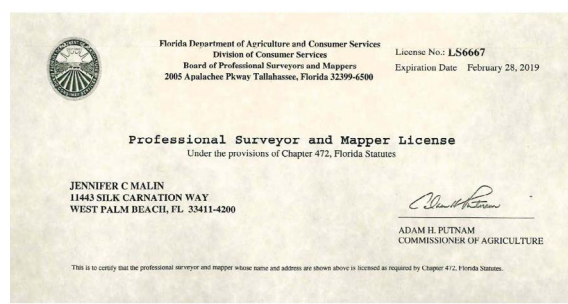 Florida Department of Agriculture and Consumer Services
Division of Consumer Services
Board of Professional Surveyors and Mappers
2005 Apalachee Pkway Tallahassee, Florida 32399-6500
License No.: LS6667
Expiration Date February 28, 2019
Professional Surveyor and Mapper License
Under the provisions of Chapter 472, Florida Statutes
JENNIFER C MALIN
11443 SILK CARNATION WAY
WEST PALM BEACH, FL 33411-4200
ADAM H. PUTNAM
COMMISSIONER OF AGRICULTURE
This is to certify that the professional surveyor and mapper whose name and address are shown above is licensed as required by Chapter 472, Florida Statutes.